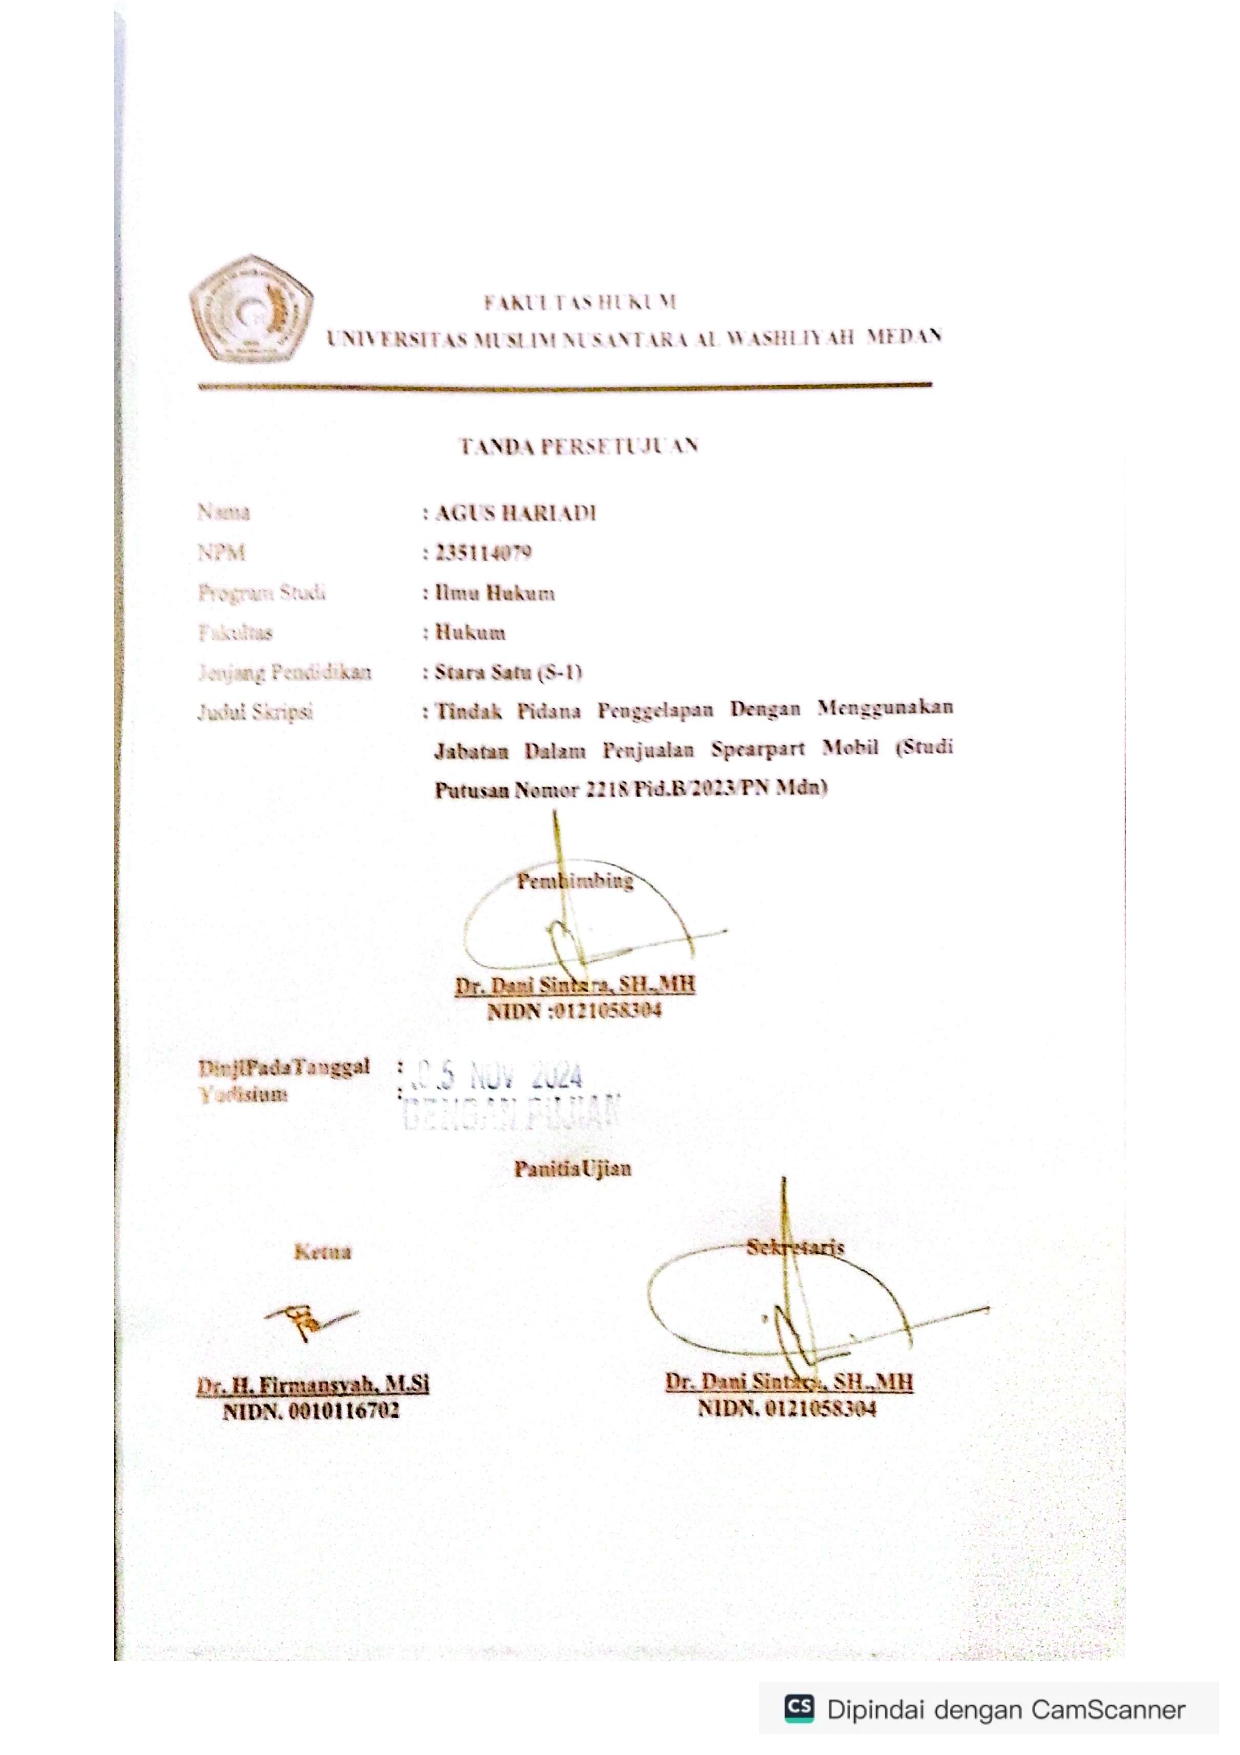 FAKULTAS HUKUM
UNIVERSITAS MUSLIM NUSANTARA AL WASHLIYAH MEDAN
TANDA PERSETUJUAN
Nama : AGUS HARIADI
NPM : 235114079
Program Studi : Ilmu Hukum
Fakultas : Hukum
Jenjang Pendidikan : Stara Satu (S-1)
Judul Skripsi : Tindak Pidana Penggelapan Dengan Menggunakan
Jabatan Dalam Penjualan Spearpart Mobil (Studi
Putusan Nomor 2218/Pid.B/2023/PN Mdn)
Pembimbing
Dr. Dani Sintara, SH.,MH
NIDN :0121058304
DiujiPadaTanggal : 05 NOV 2024
Yudisium : DENGAN PUJIAN
PanitiaUjian
Ketua
Sekretaris
Dr. H. Firmansyah, M.Si
NIDN. 0010116702
Dr. Dani Sintara, SH.,MH
NIDN. 0121058304
CS Dipindai dengan CamScanner